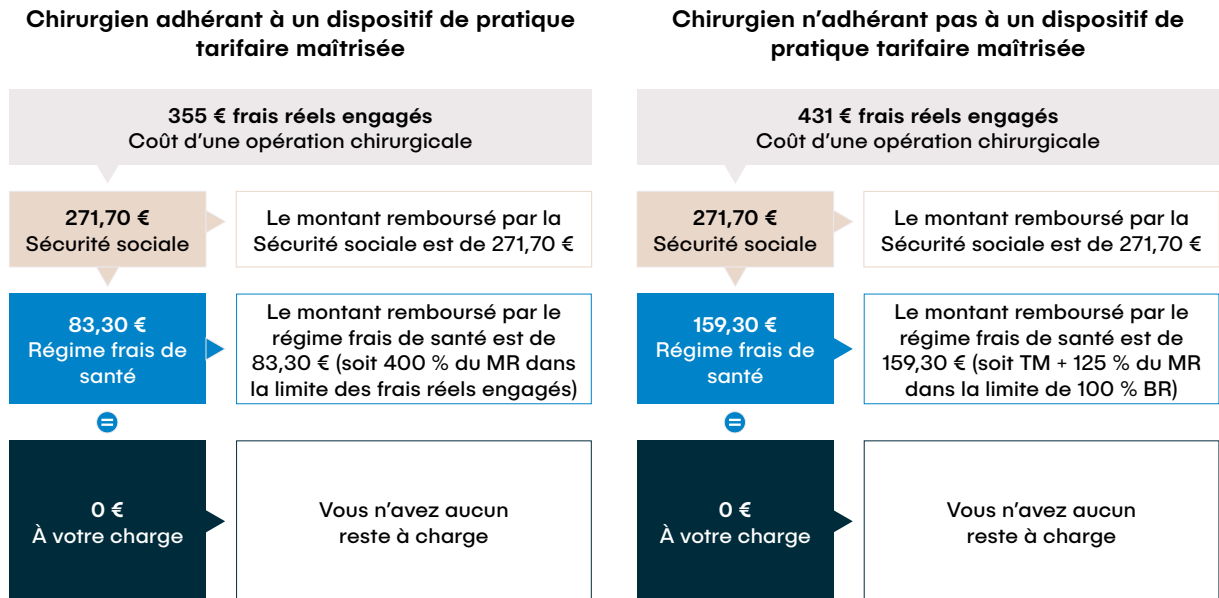 Chirurgien adhérant à un dispositif de pratique
tarifaire maîtrisée
355 € frais réels engagés
Coût d’une opération chirurgicale
271,70 €
Sécurité sociale
Le montant remboursé par la
Sécurité sociale est de 271,70 €
83,30 €
Régime frais de
santé
Le montant remboursé par le
régime frais de santé est de
83,30 € (soit 400 % du MR dans
la limite des frais réels engagés)
=
0 €
À votre charge
Vous n’avez aucun
reste à charge
Chirurgien n’adhérant pas à un dispositif de
pratique tarifaire maîtrisée
431 € frais réels engagés
Coût d’une opération chirurgicale
271,70 €
Sécurité sociale
Le montant remboursé par la
Sécurité sociale est de 271,70 €
159,30 €
Régime frais de
santé
Le montant remboursé par le
régime frais de santé est de
159,30 € (soit TM + 125 % du MR
dans la limite de 100 % BR)
=
0 €
À votre charge
Vous n’avez aucun
reste à charge